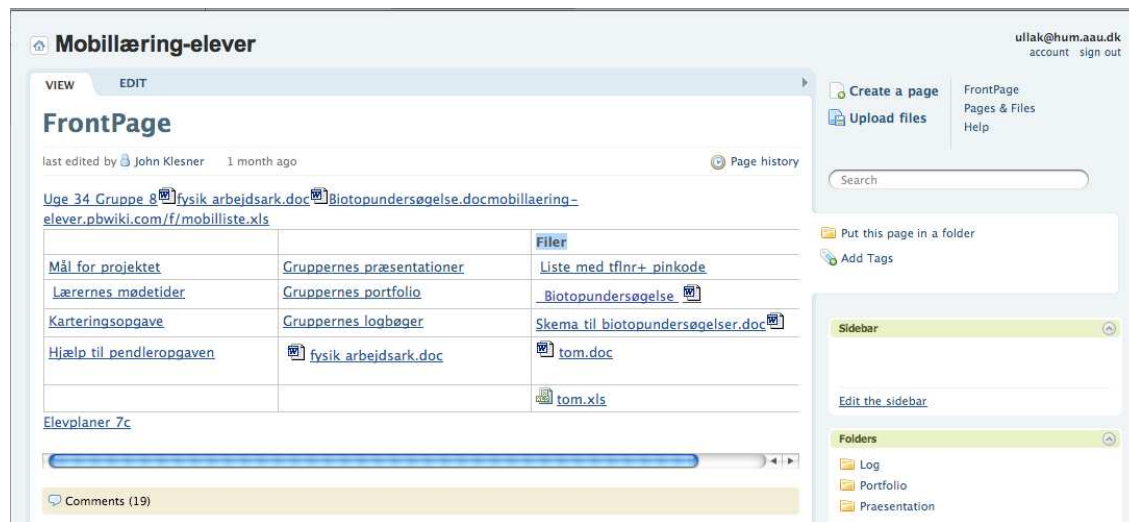 Mobillæring-elever
ullak@hum.aau.dk
account sign out
VIEW EDIT
FrontPage
last edited by John Klesner 1 month ago Page history
Uge 34 Gruppe 8 fysik arbejdsark.doc Biotopundersøgelse.docmobillaering-
elever.pbwiki.com/f/mobilliste.xls
Filer
Mål for projektet Gruppernes præsentationer Liste med tflnr+ pinkode
Lærernes mødetider Gruppernes portfolio Biotopundersøgelse
Karteringsopgave Gruppernes logbøger Skema til biotopundersøgelser.doc
Hjælp til pendleropgaven fysik arbejdsark.doc tom.doc
tom.xls
Elevplaner 7c
Comments (19)
Create a page
Upload files
FrontPage
Pages & Files
Help
Search
Put this page in a folder
Add Tags
Sidebar
Edit the sidebar
Folders
Log
Portfolio
Praesentation